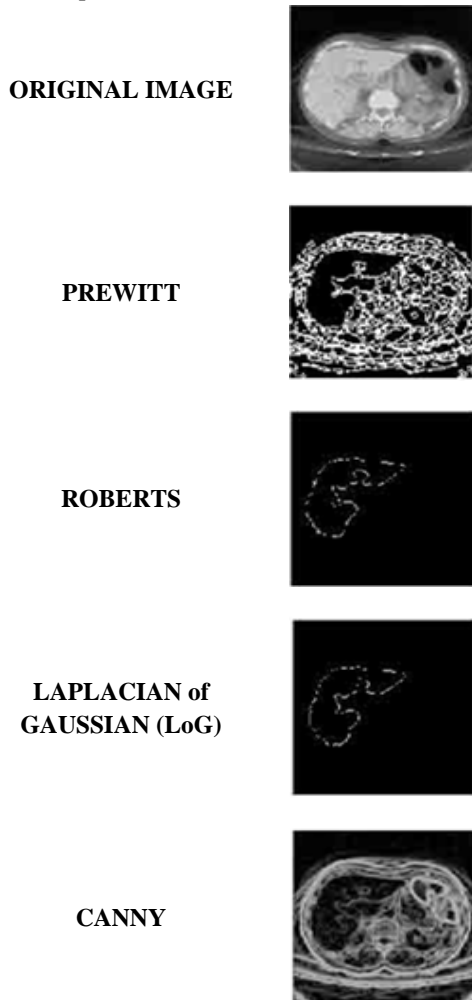 ORIGINAL IMAGE
PREWITT
ROBERTS
LAPLACIAN of
GAUSSIAN (LoG)
CANNY